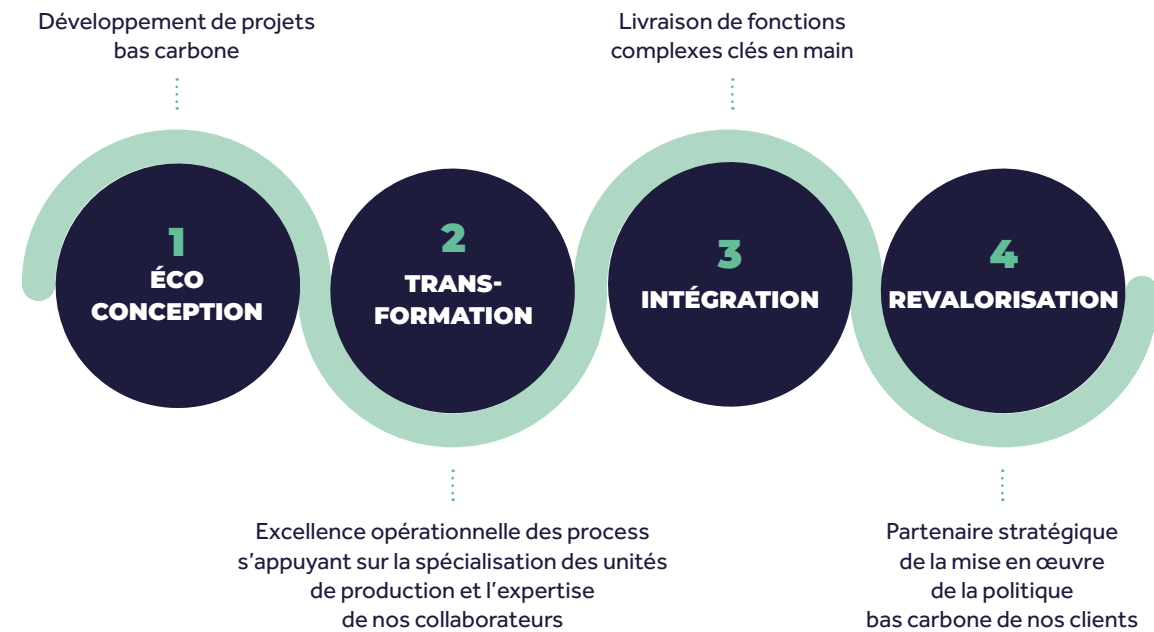 Développement de projets
bas carbone
1
ÉCO
CONCEPTION
Excellence opérationnelle des process
s'appuyant sur la spécialisation des unités
de production et l'expertise
de nos collaborateurs
2
TRANS-
FORMATION
Livraison de fonctions
complexes clés en main
3
INTÉGRATION
4
REVALORISATION
Partenaire stratégique
de la mise en œuvre
de la politique
bas carbone de nos clients